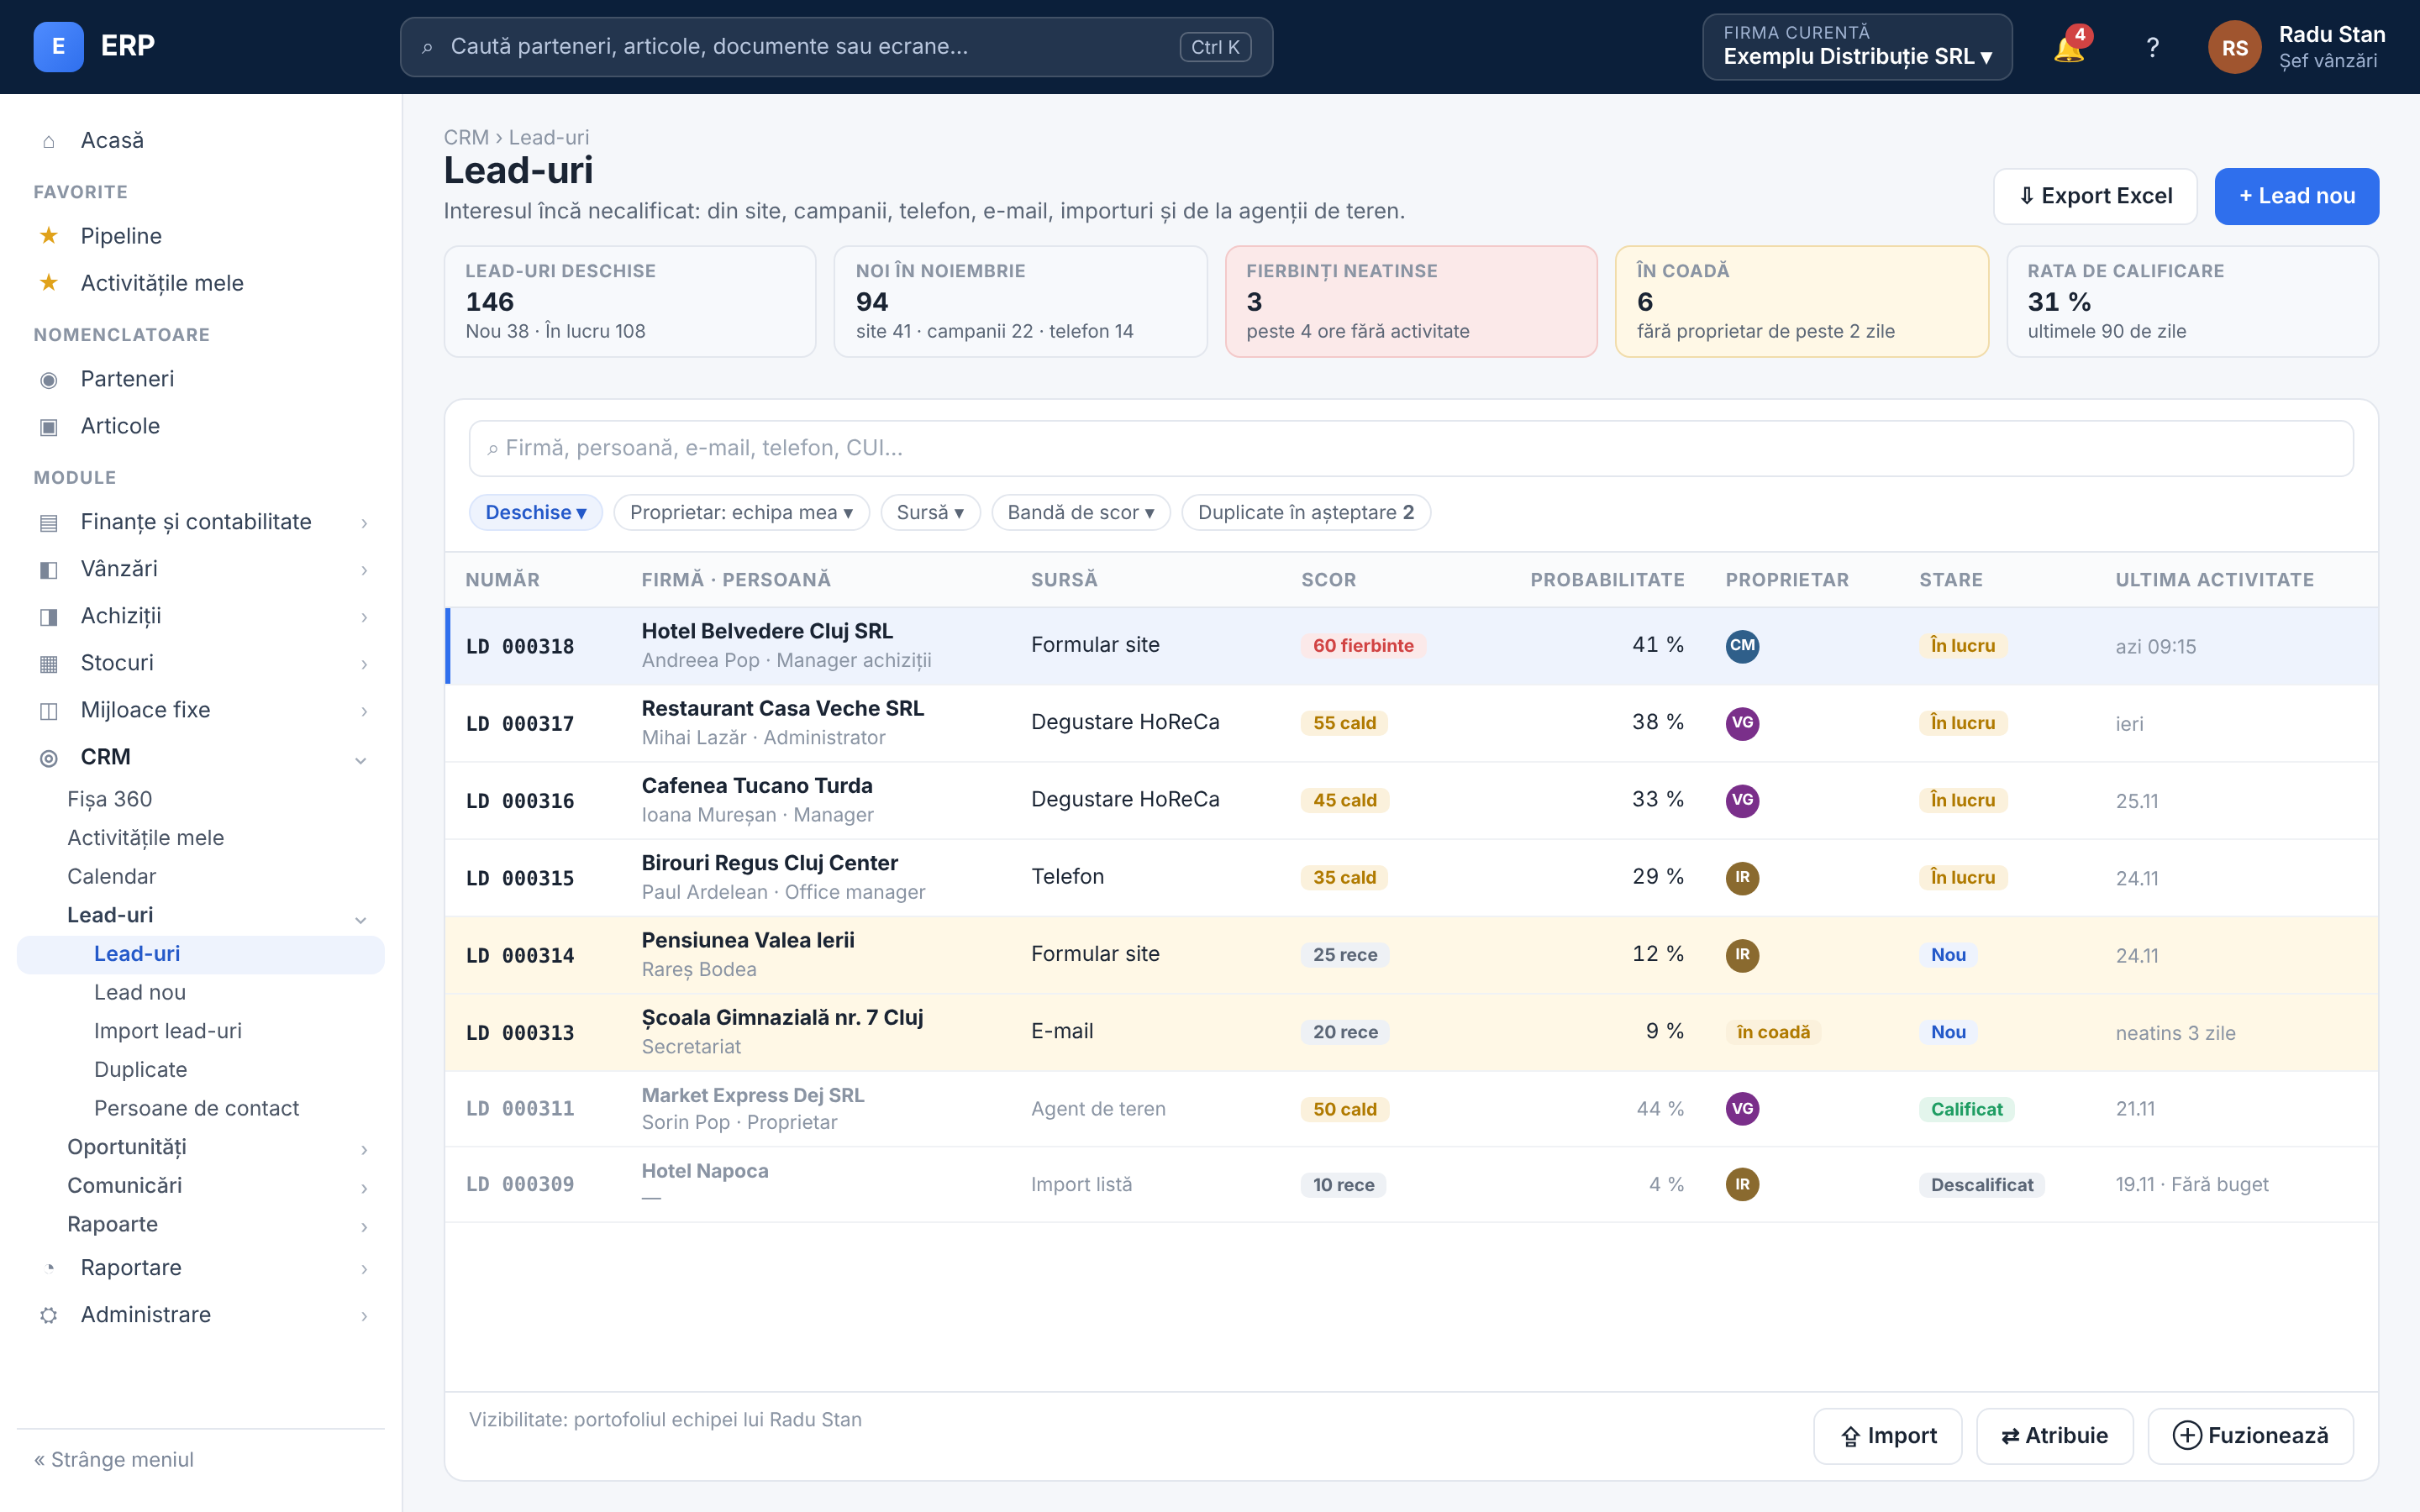 E ERP
Caută parteneri, articole, documente sau ecrane... Ctrl K
FIRMA CURENTĂ
Exemplu Distribuție SRL ▾
4
?
RS
Radu Stan
Șef vânzări
Acasă
FAVORITE
★ Pipeline
★ Activitățile mele
NOMENCLATOARE
Parteneri
Articole
MODULE
Finanțe și contabilitate ›
Vânzări ›
Achiziții ›
Stocuri ›
Mijloace fixe ›
CRM
Fișa 360
Activitățile mele
Calendar
Lead-uri
Lead-uri
Lead nou
Import lead-uri
Duplicate
Persoane de contact
Oportunități ›
Comunicări ›
Rapoarte ›
Raportare ›
Administrare ›
« Strânge meniul
CRM › Lead-uri
Lead-uri
Interesul încă necalificat: din site, campanii, telefon, e-mail, importuri și de la agenții de teren.
⇩ Export Excel
+ Lead nou
LEAD-URI DESCHISE
146
Nou 38 · În lucru 108
NOI ÎN NOIEMBRIE
94
site 41 · campanii 22 · telefon 14
FIERBINȚI NEATINSE
3
peste 4 ore fără activitate
ÎN COADĂ
6
fără proprietar de peste 2 zile
RATA DE CALIFICARE
31 %
ultimele 90 de zile
Firmă, persoană, e-mail, telefon, CUI...
Deschise ▾ Proprietar: echipa mea ▾ Sursă ▾ Bandă de scor ▾ Duplicate în așteptare 2
NUMĂR FIRMĂ · PERSOANĂ SURSĂ SCOR PROBABILITATE PROPRIETAR STARE ULTIMA ACTIVITATE
LD 000318 Hotel Belvedere Cluj SRL Formular site 60 fierbinte 41 % CM În lucru azi 09:15
Andreea Pop · Manager achiziții
LD 000317 Restaurant Casa Veche SRL Degustare HoReCa 55 cald 38 % VG În lucru ieri
Mihai Lazăr · Administrator
LD 000316 Cafenea Tucano Turda Degustare HoReCa 45 cald 33 % VG În lucru 25.11
Ioana Mureșan · Manager
LD 000315 Birouri Regus Cluj Center Telefon 35 cald 29 % IR În lucru 24.11
Paul Ardelean · Office manager
LD 000314 Pensiunea Valea Ierii Formular site 25 rece 12 % IR Nou 24.11
Rareș Bodea
LD 000313 Școala Gimnazială nr. 7 Cluj E-mail 20 rece 9 % în coadă Nou neatins 3 zile
Secretariat
LD 000311 Market Express Dej SRL Agent de teren 50 cald 44 % VG Calificat 21.11
Sorin Pop · Proprietar
LD 000309 Hotel Napoca Import listă 10 rece 4 % IR Descalificat 19.11 · Fără buget
—
Vizibilitate: portofoliul echipei lui Radu Stan
⇪ Import
⇄ Atribuie
⊕ Fuzionează